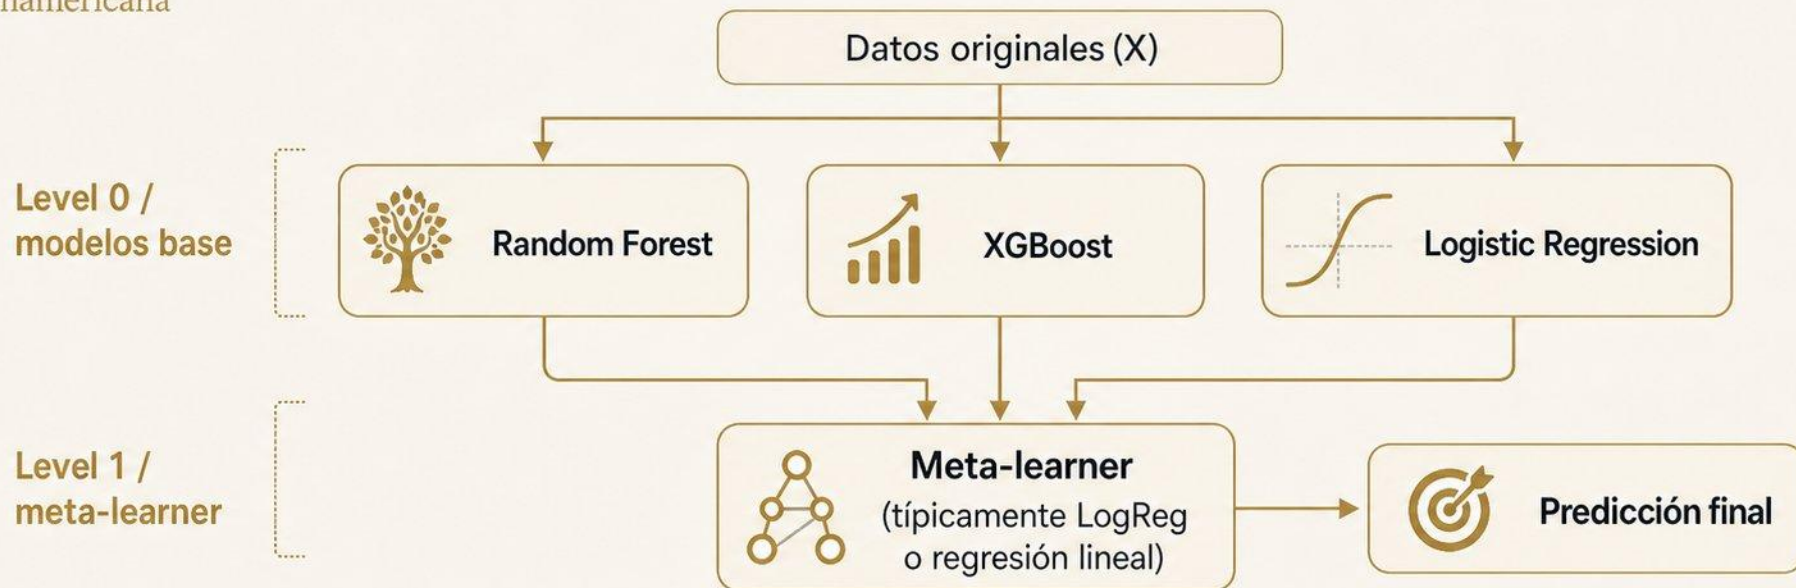 Datos originales (X)
Level 0 /
modelos base
Random Forest
XGBoost
Logistic Regression
Level 1 /
meta-learner
Meta-learner
(típicamente LogReg
o regresión lineal)
Predicción final